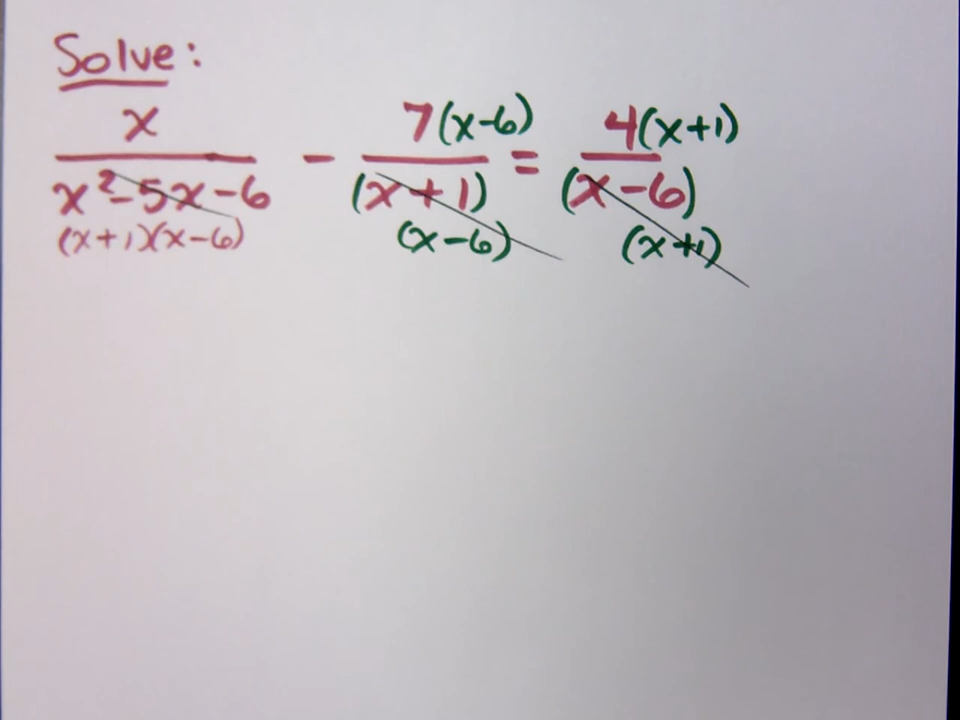 Solve:
x 7(x-6) 4(x+1)
— - — = —
x²-5x-6 (x+1) (x-6)
(x+1)(x-6) (x-6) (x+1)